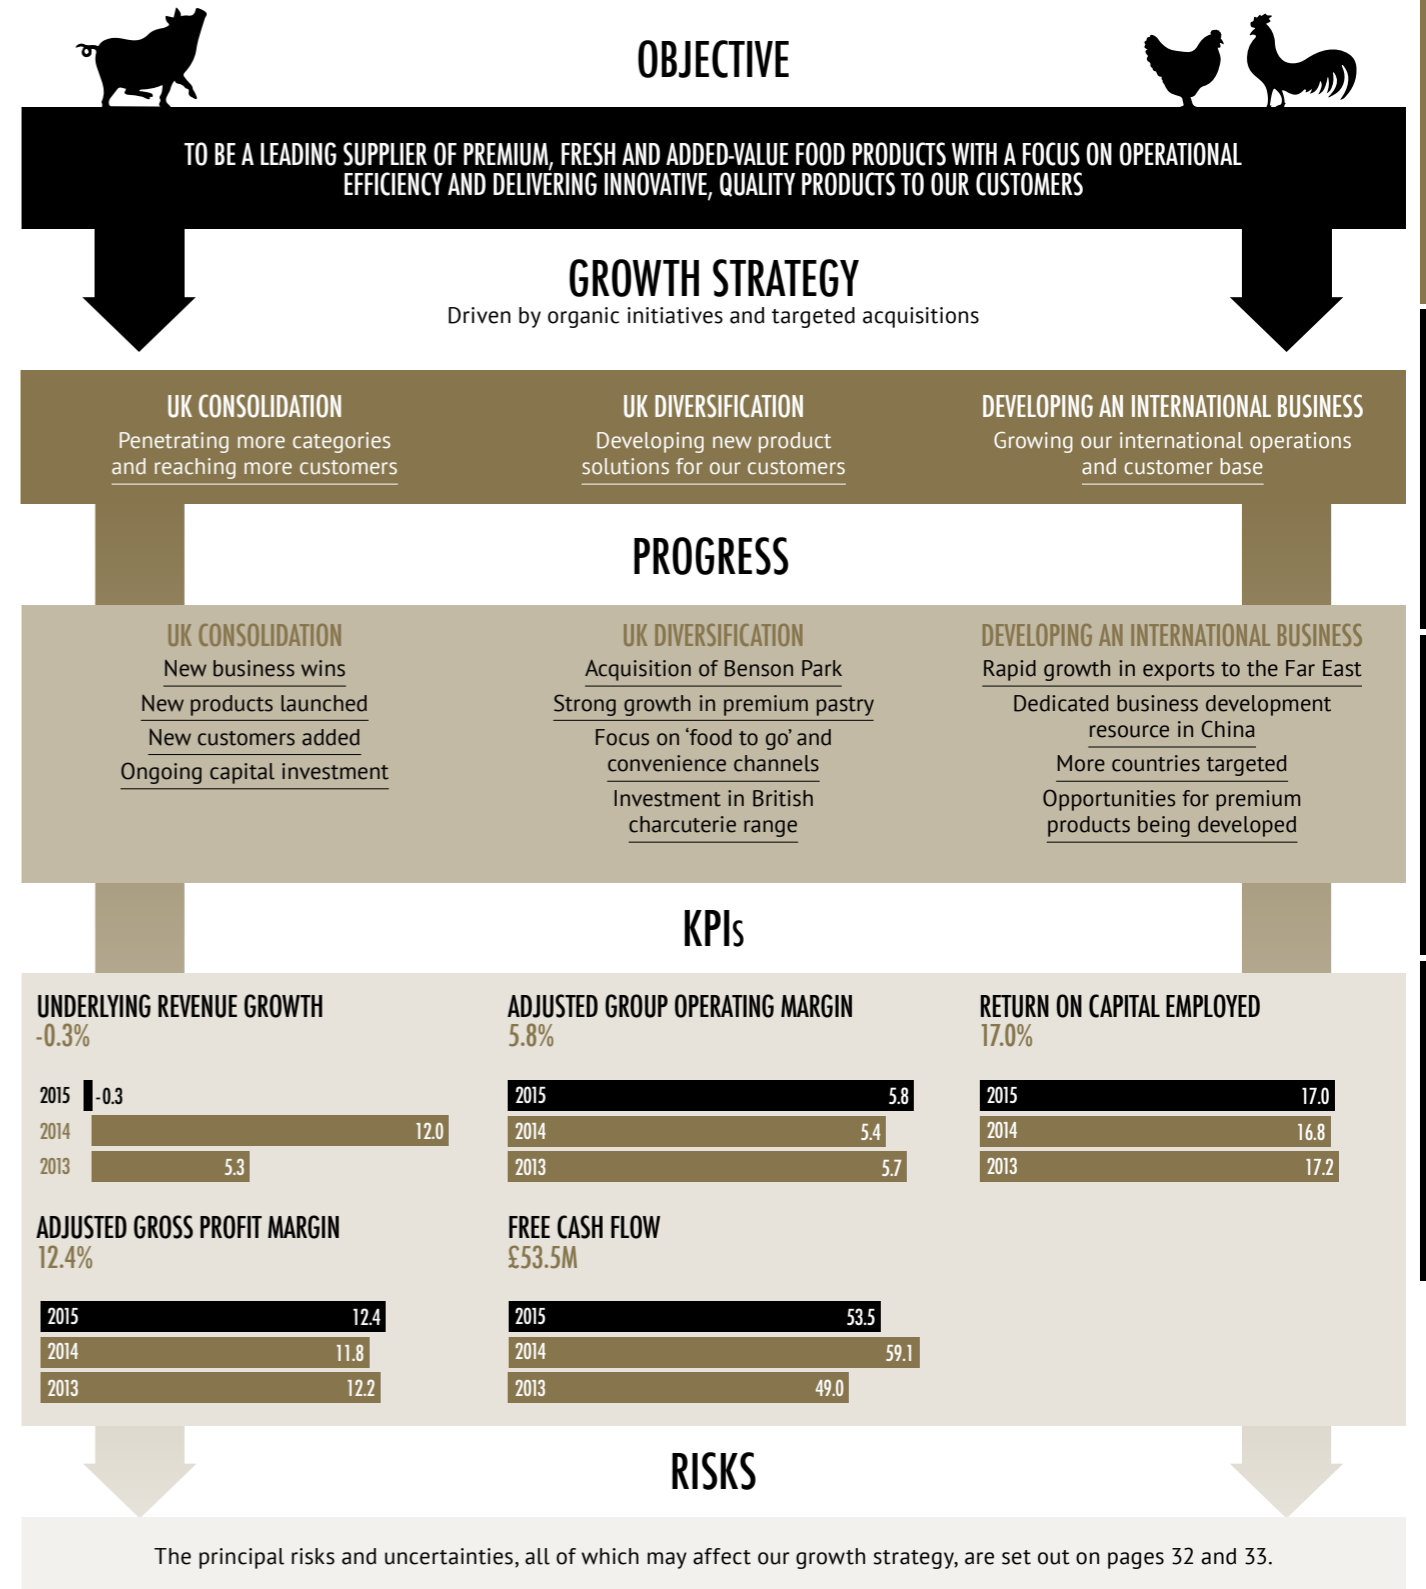 OBJECTIVE
TO BE A LEADING SUPPLIER OF PREMIUM, FRESH AND ADDED-VALUE FOOD PRODUCTS WITH A FOCUS ON OPERATIONAL
EFFICIENCY AND DELIVERING INNOVATIVE, QUALITY PRODUCTS TO OUR CUSTOMERS
GROWTH STRATEGY
Driven by organic initiatives and targeted acquisitions
UK CONSOLIDATION
Penetrating more categories
and reaching more customers
UK DIVERSIFICATION
Developing new product
solutions for our customers
DEVELOPING AN INTERNATIONAL BUSINESS
Growing our international operations
and customer base
PROGRESS
UK CONSOLIDATION
New business wins
New products launched
New customers added
Ongoing capital investment
UK DIVERSIFICATION
Acquisition of Benson Park
Strong growth in premium pastry
Focus on ‘food to go’ and
convenience channels
Investment in British
charcuterie range
DEVELOPING AN INTERNATIONAL BUSINESS
Rapid growth in exports to the Far East
Dedicated business development
resource in China
More countries targeted
Opportunities for premium
products being developed
KPIs
UNDERLYING REVENUE GROWTH
-0.3%
2015 -0.3
2014 12.0
2013 5.3
ADJUSTED GROUP OPERATING MARGIN
5.8%
2015 5.8
2014 5.4
2013 5.7
RETURN ON CAPITAL EMPLOYED
17.0%
2015 17.0
2014 16.8
2013 17.2
ADJUSTED GROSS PROFIT MARGIN
12.4%
2015 12.4
2014 11.8
2013 12.2
FREE CASH FLOW
£53.5M
2015 53.5
2014 59.1
2013 49.0
RISKS
The principal risks and uncertainties, all of which may affect our growth strategy, are set out on pages 32 and 33.